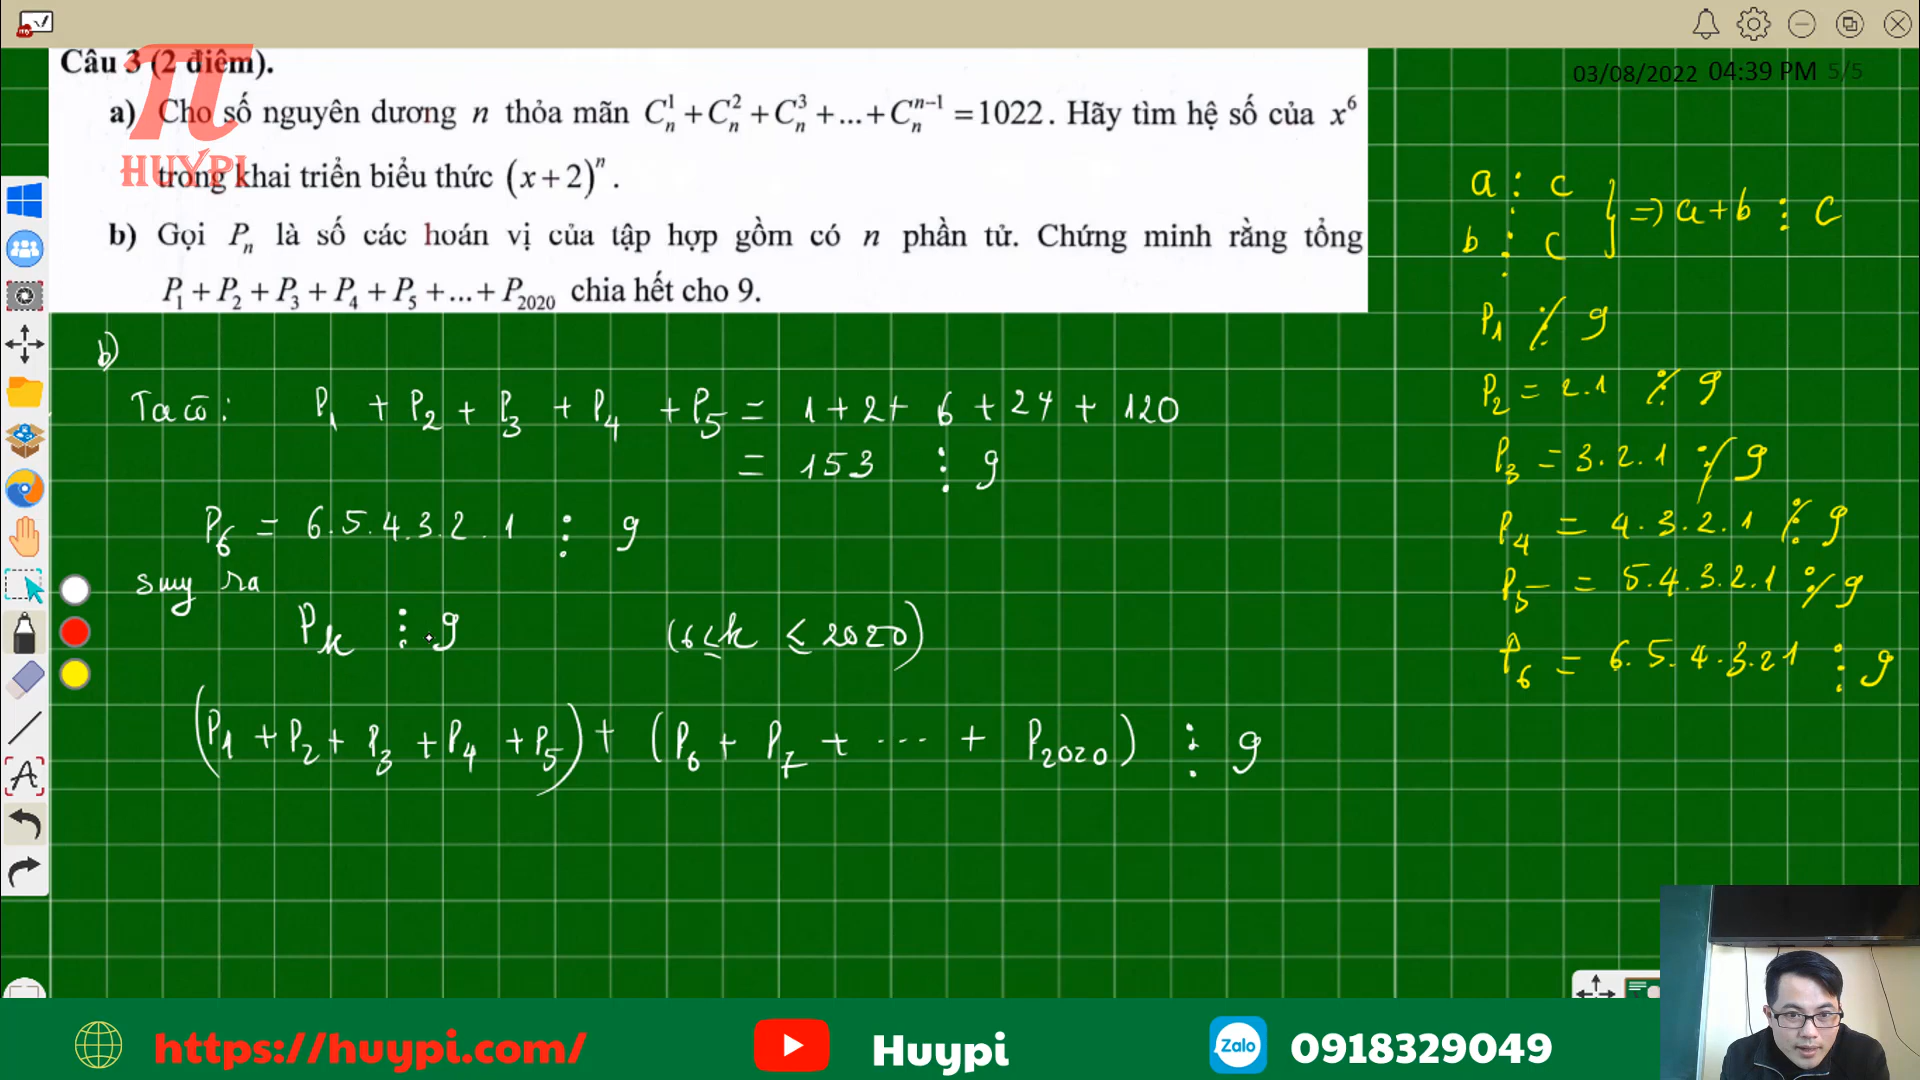 03/08/2022 04:39 PM 5/5
Câu 3 (2 điểm).
a) Cho số nguyên dương n thỏa mãn C_n^1 + C_n^2 + C_n^3 + ... + C_n^{n-1} = 1022. Hãy tìm hệ số của x^6
trong khai triển biểu thức (x + 2)^n.
b) Gọi P_n là số các hoán vị của tập hợp gồm có n phần tử. Chứng minh rằng tổng
P_1 + P_2 + P_3 + P_4 + P_5 + ... + P_2020 chia hết cho 9.
π
HUYPI
b)
Ta có: P_1 + P_2 + P_3 + P_4 + P_5 = 1 + 2 + 6 + 24 + 120
= 153 ⋮ 9
P_6 = 6.5.4.3.2.1 ⋮ 9
suy ra
P_k ⋮ 9 (6 ≤ k ≤ 2020)
(P_1 + P_2 + P_3 + P_4 + P_5) + (P_6 + P_7 + ... + P_2020) ⋮ 9
a ⋮ c
b ⋮ c
} => a + b ⋮ c
P_1 ⋮̸ 9
P_2 = 2.1 ⋮̸ 9
P_3 = 3.2.1 ⋮̸ 9
P_4 = 4.3.2.1 ⋮̸ 9
P_5 = 5.4.3.2.1 ⋮̸ 9
P_6 = 6.5.4.3.2.1 ⋮ 9
https://huypi.com/ Huypi Zalo 0918329049